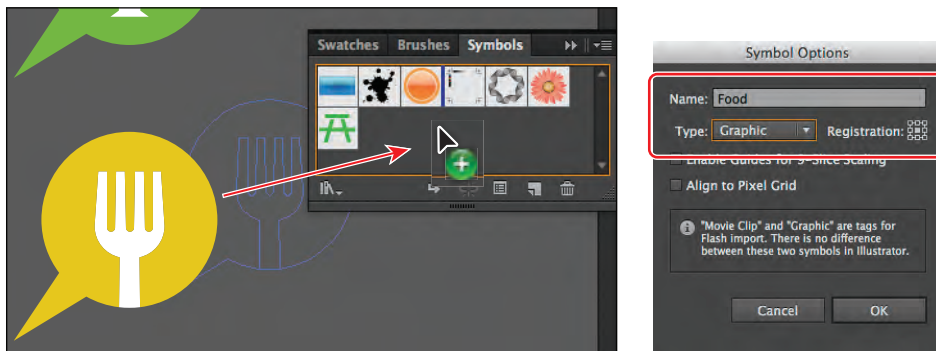 Swatches Brushes Symbols
Symbol Options
Name: Food
Type: Graphic Registration:
Enable Guides for 9-Slice Scaling
Align to Pixel Grid
"Movie Clip" and "Graphic" are tags for
Flash import. There is no difference
between these two symbols in Illustrator.
Cancel OK